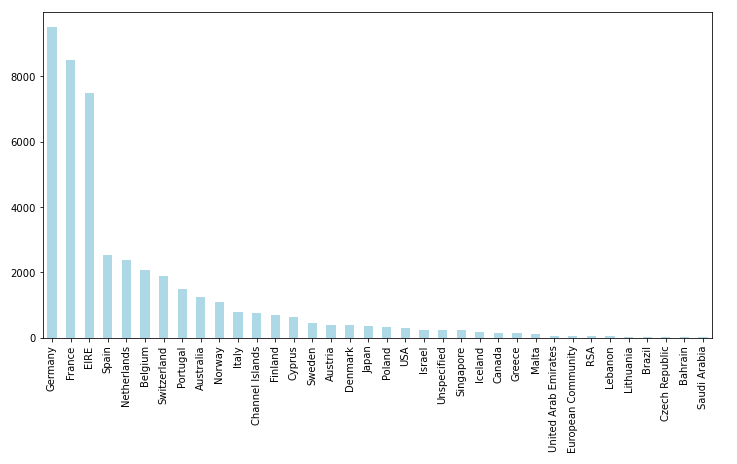 8000
6000
4000
2000
0
Germany
France
EIRE
Spain
Netherlands
Belgium
Switzerland
Portugal
Australia
Norway
Italy
Channel Islands
Finland
Cyprus
Sweden
Austria
Denmark
Japan
Poland
USA
Israel
Unspecified
Singapore
Iceland
Canada
Greece
Malta
United Arab Emirates
European Community
RSA
Lebanon
Lithuania
Brazil
Czech Republic
Bahrain
Saudi Arabia